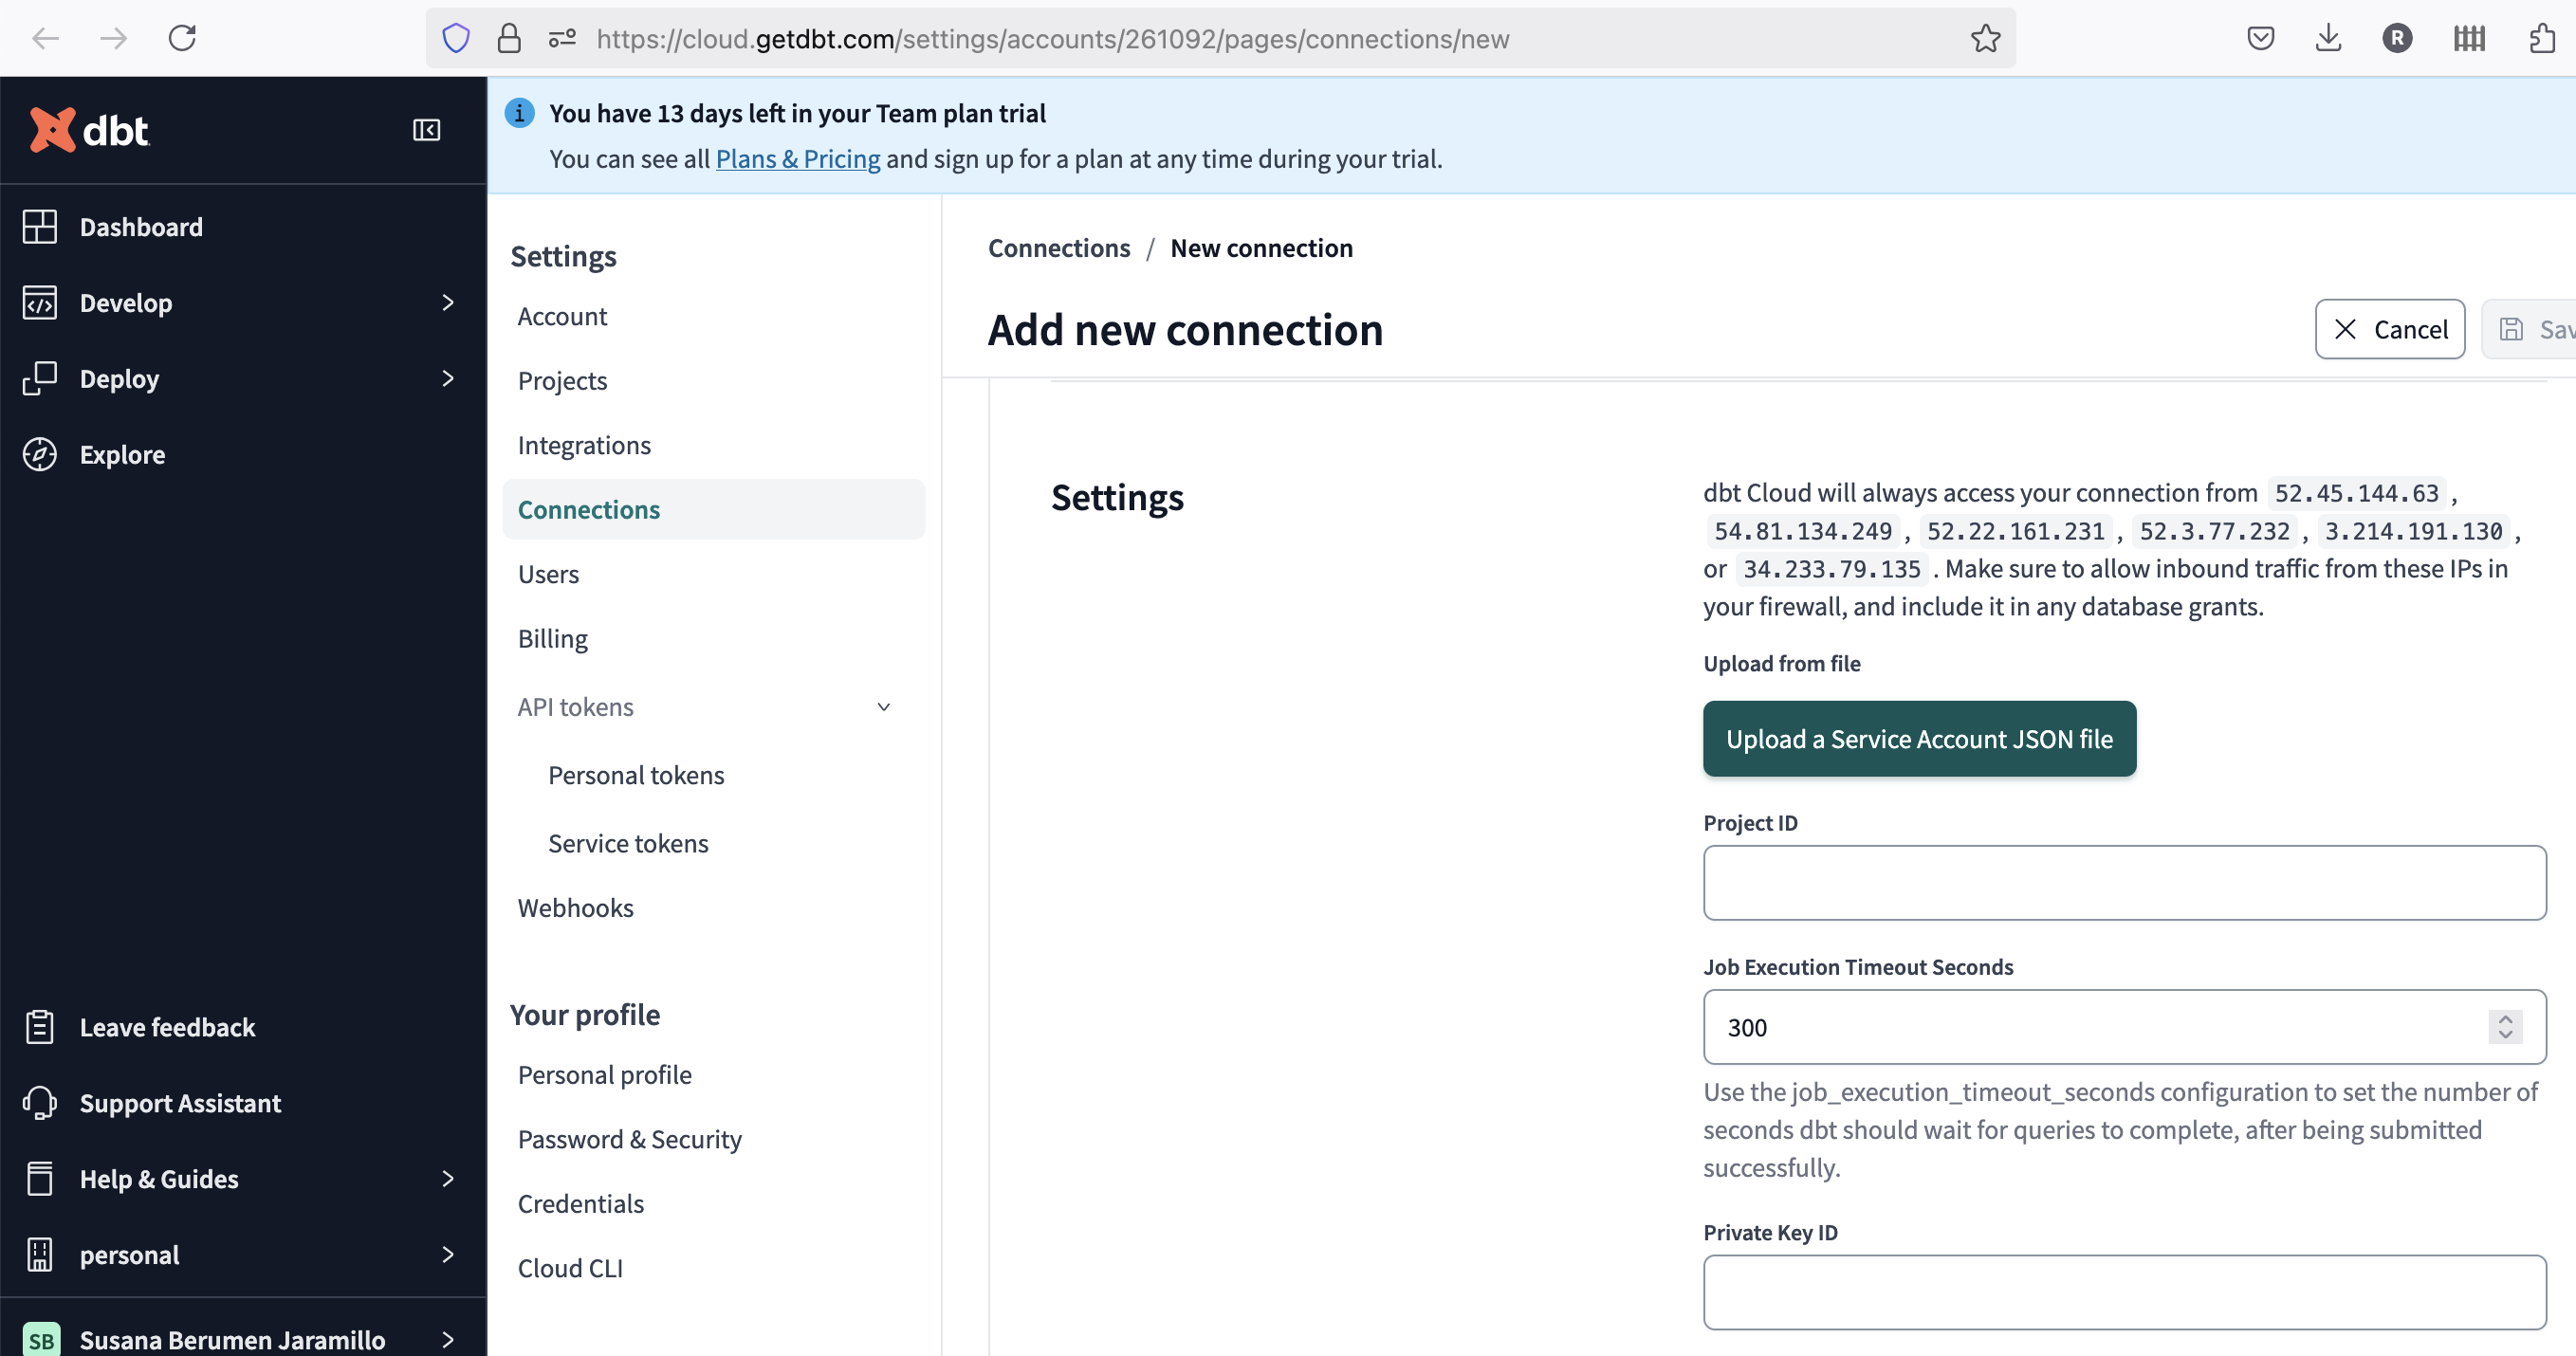 https://cloud.getdbt.com/settings/accounts/261092/pages/connections/new
R
dbt
You have 13 days left in your Team plan trial
You can see all Plans & Pricing and sign up for a plan at any time during your trial.
Dashboard
Develop
Deploy
Explore
Leave feedback
Support Assistant
Help & Guides
personal
SB Susana Berumen Jaramillo
Settings
Account
Projects
Integrations
Connections
Users
Billing
API tokens
Personal tokens
Service tokens
Webhooks
Your profile
Personal profile
Password & Security
Credentials
Cloud CLI
Connections / New connection
Add new connection
Cancel
Sav
Settings
dbt Cloud will always access your connection from 52.45.144.63 ,
54.81.134.249 , 52.22.161.231 , 52.3.77.232 , 3.214.191.130 ,
or 34.233.79.135 . Make sure to allow inbound traffic from these IPs in
your firewall, and include it in any database grants.
Upload from file
Upload a Service Account JSON file
Project ID
Job Execution Timeout Seconds
300
Use the job_execution_timeout_seconds configuration to set the number of
seconds dbt should wait for queries to complete, after being submitted
successfully.
Private Key ID